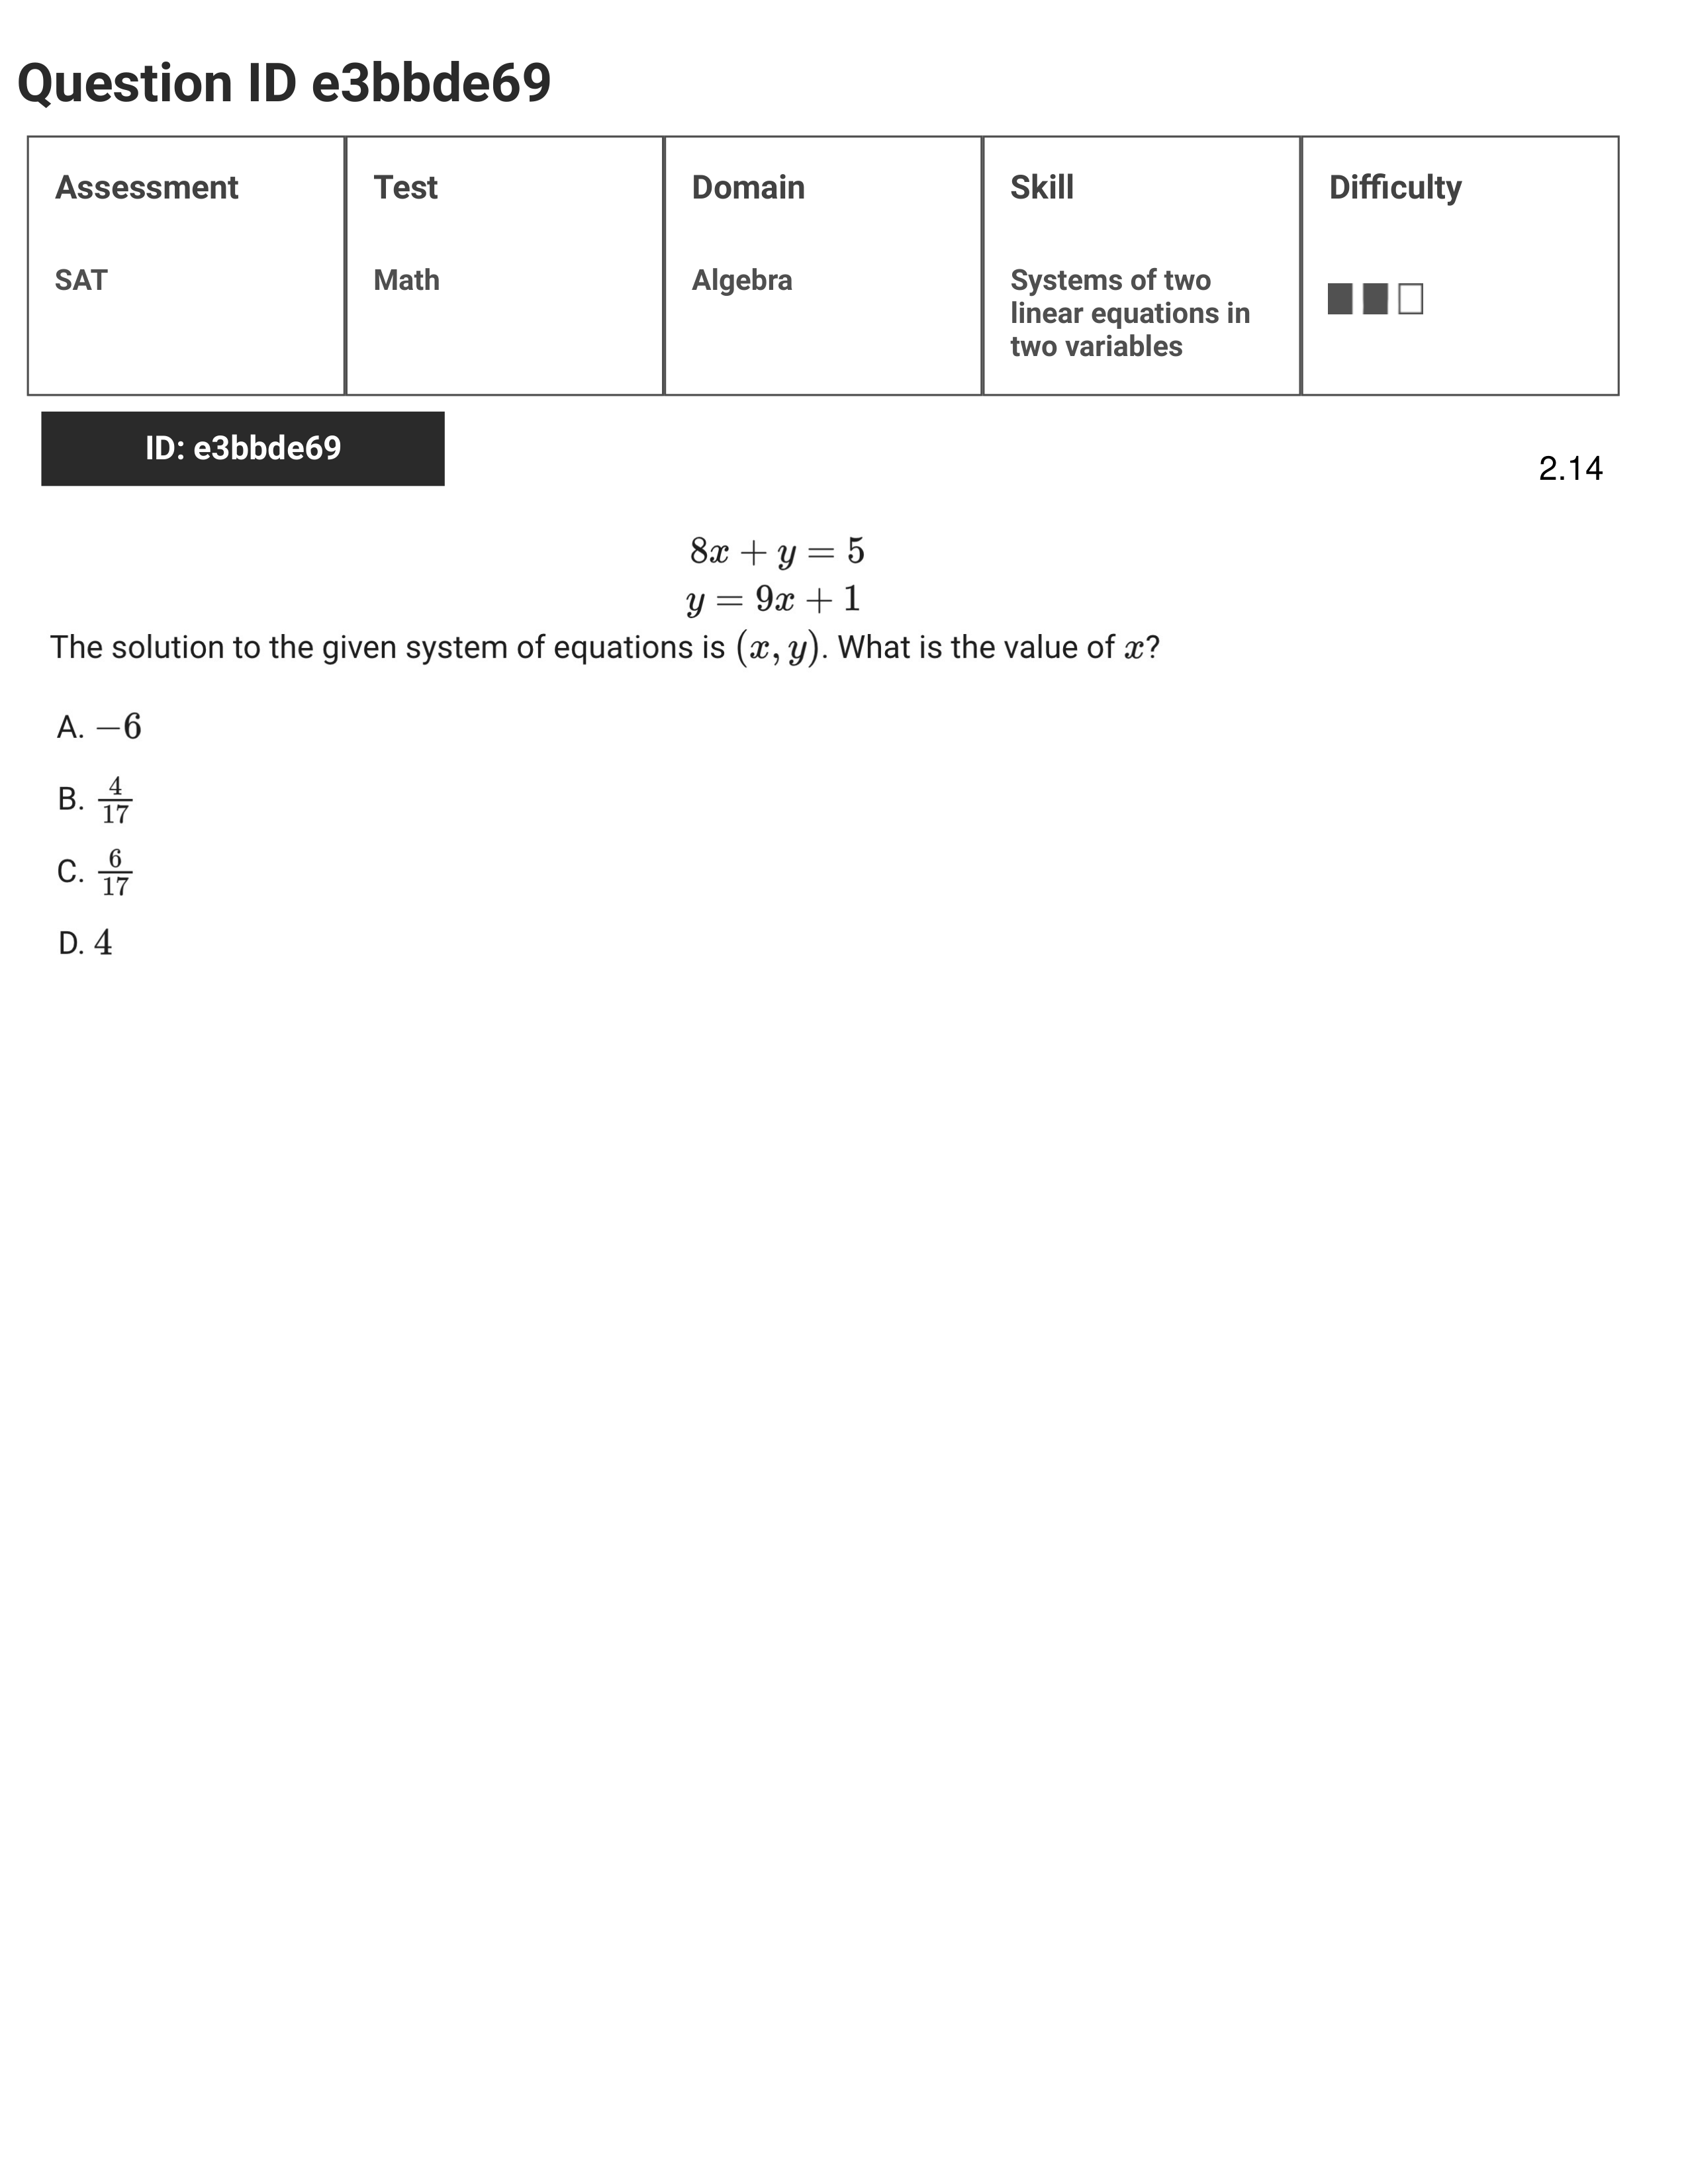 Question ID e3bbde69
Assessment
Test
Domain
Skill
Difficulty
SAT
Math
Algebra
Systems of two
linear equations in
two variables
ID: e3bbde69
2.14
8x + y = 5
y = 9x + 1
The solution to the given system of equations is (x, y). What is the value of x?
A. −6
B. 4/17
C. 6/17
D. 4